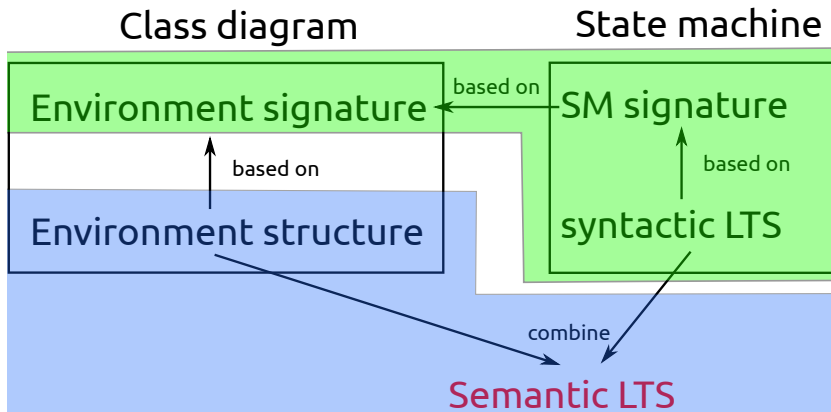 Class diagram
State machine
Environment signature
based on
SM signature
based on
based on
Environment structure
syntactic LTS
combine
Semantic LTS